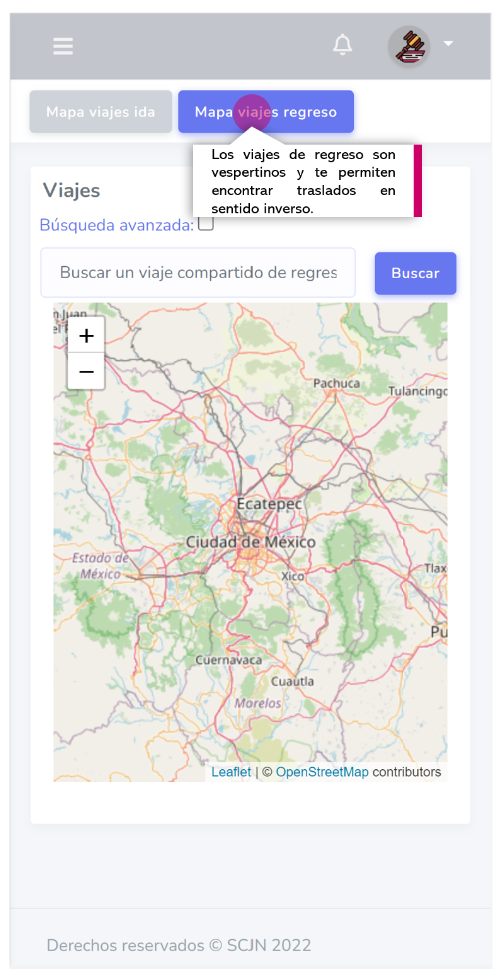 Mapa viajes ida
Mapa viajes regreso
Los viajes de regreso son
vespertinos y te permiten
encontrar traslados en
sentido inverso.
Viajes
Búsqueda avanzada:
Buscar un viaje compartido de regres
Buscar
n Juan
+
−
Pachuca
Tulancingo
Ecatepec
Ciudad de México
Estado de
México
Xico
Tlax
Pu
Cuernavaca
Cuautla
Morelos
Leaflet | © OpenStreetMap contributors
Derechos reservados © SCJN 2022